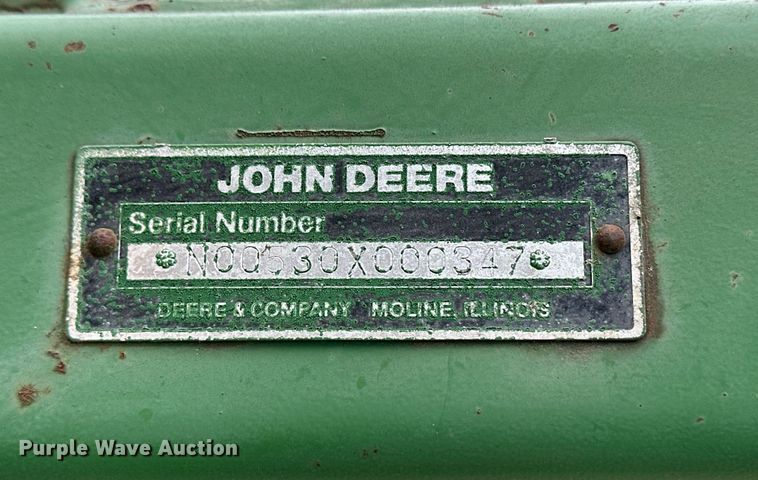 JOHN DEERE
Serial Number
*N00530X000347*
DEERE & COMPANY MOLINE, ILLINOIS
Purple Wave Auction